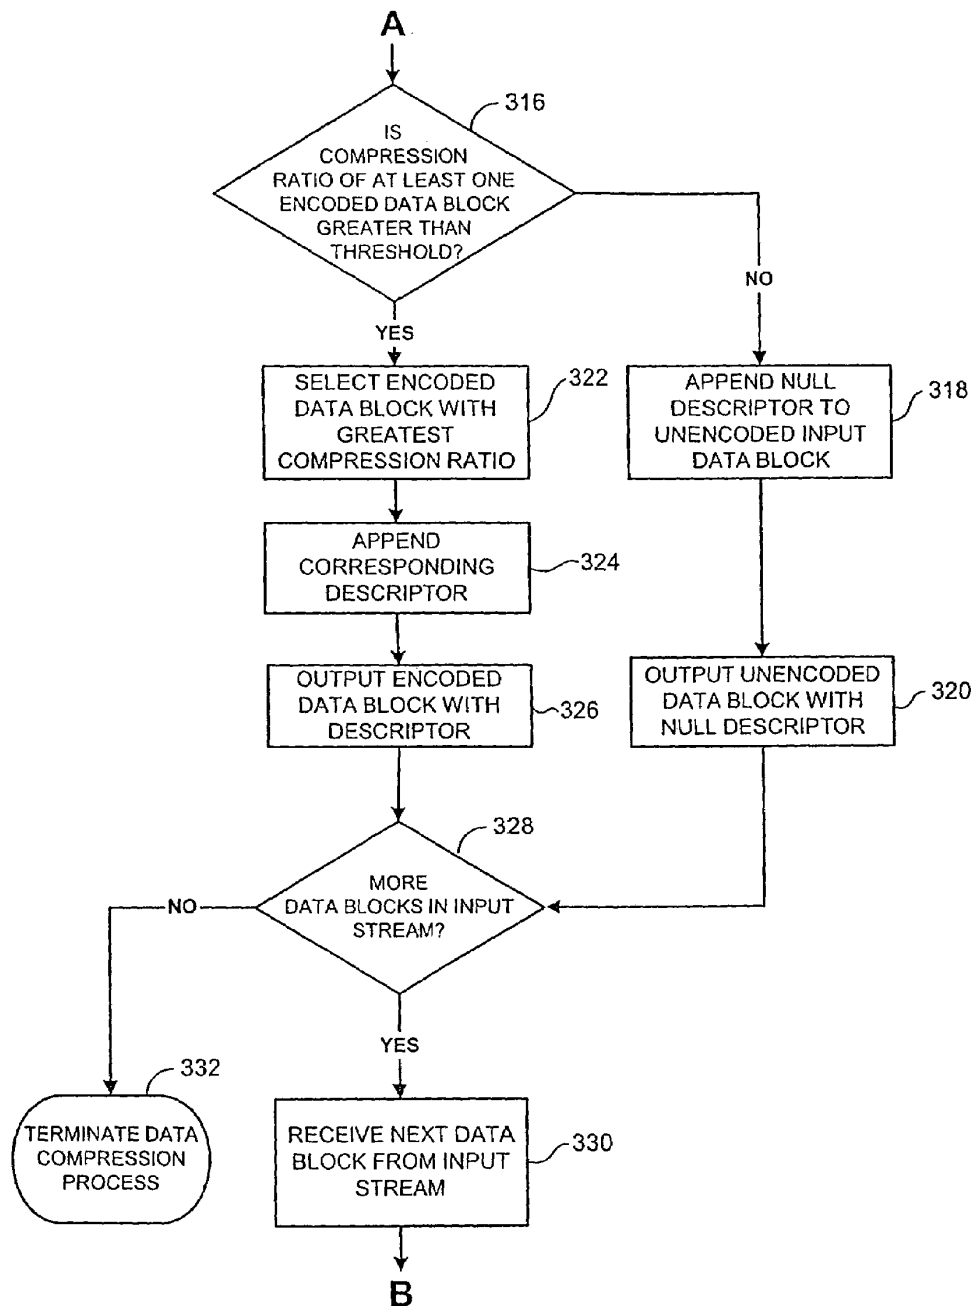 A
316
IS
COMPRESSION
RATIO OF AT LEAST ONE
ENCODED DATA BLOCK
GREATER THAN
THRESHOLD?
NO
YES
SELECT ENCODED
DATA BLOCK WITH
GREATEST
COMPRESSION RATIO
322
APPEND NULL
DESCRIPTOR TO
UNENCODED INPUT
DATA BLOCK
318
APPEND
CORRESPONDING
DESCRIPTOR
324
OUTPUT ENCODED
DATA BLOCK WITH
DESCRIPTOR
326
OUTPUT UNENCODED
DATA BLOCK WITH
NULL DESCRIPTOR
320
328
MORE
DATA BLOCKS IN INPUT
STREAM?
NO
YES
332
TERMINATE DATA
COMPRESSION
PROCESS
RECEIVE NEXT DATA
BLOCK FROM INPUT
STREAM
330
B